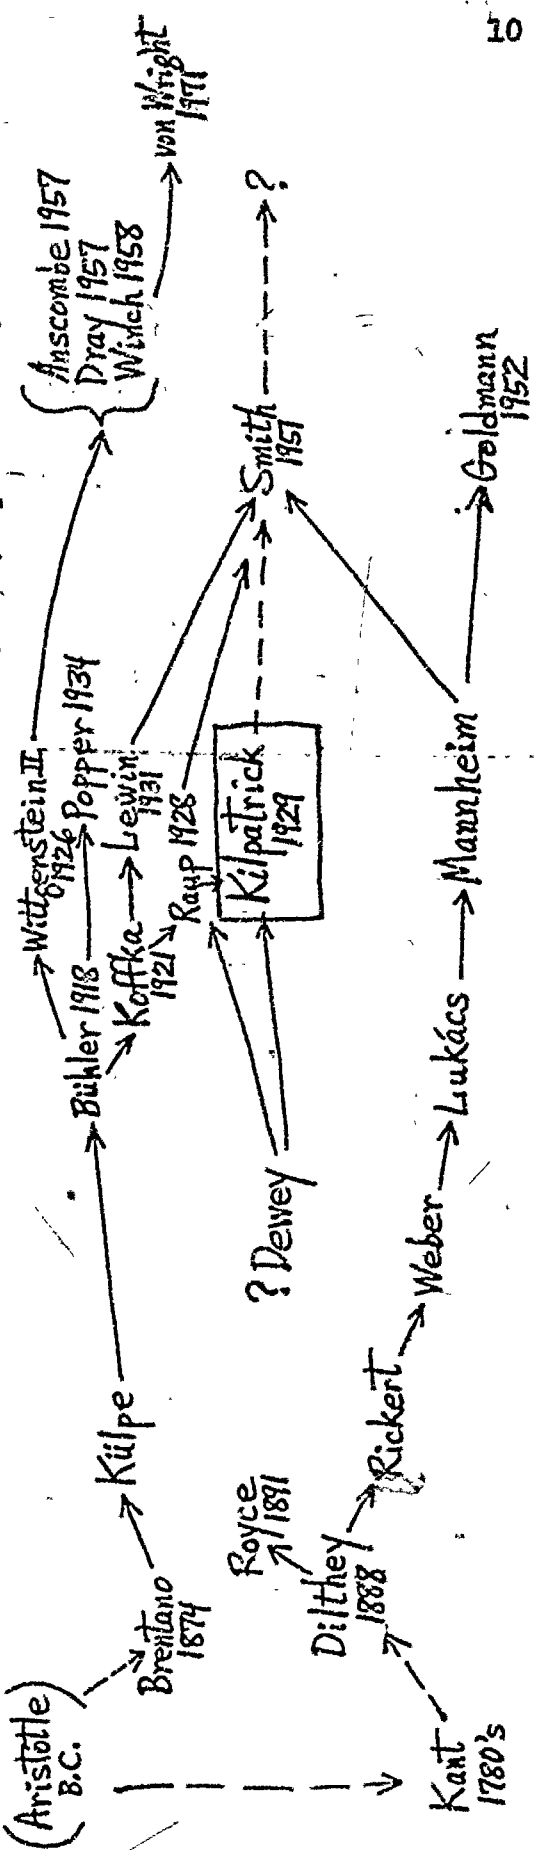 10
(Aristotle
B.C.)
Brentano
1874
Külpe
Bühler 1918
Wittgenstein II
1926
Popper 1934
Koffka
1921
Lewin
1931
Raup 1928
Anscombe 1957
Dray 1957
Winch 1958
von Wright
1971
? Dewey
Kilpatrick
1929
Smith
1951
?
Kant
1780's
Dilthey
1888
Royce
1891
Rickert
Weber
Lukács
Mannheim
Goldmann
1952